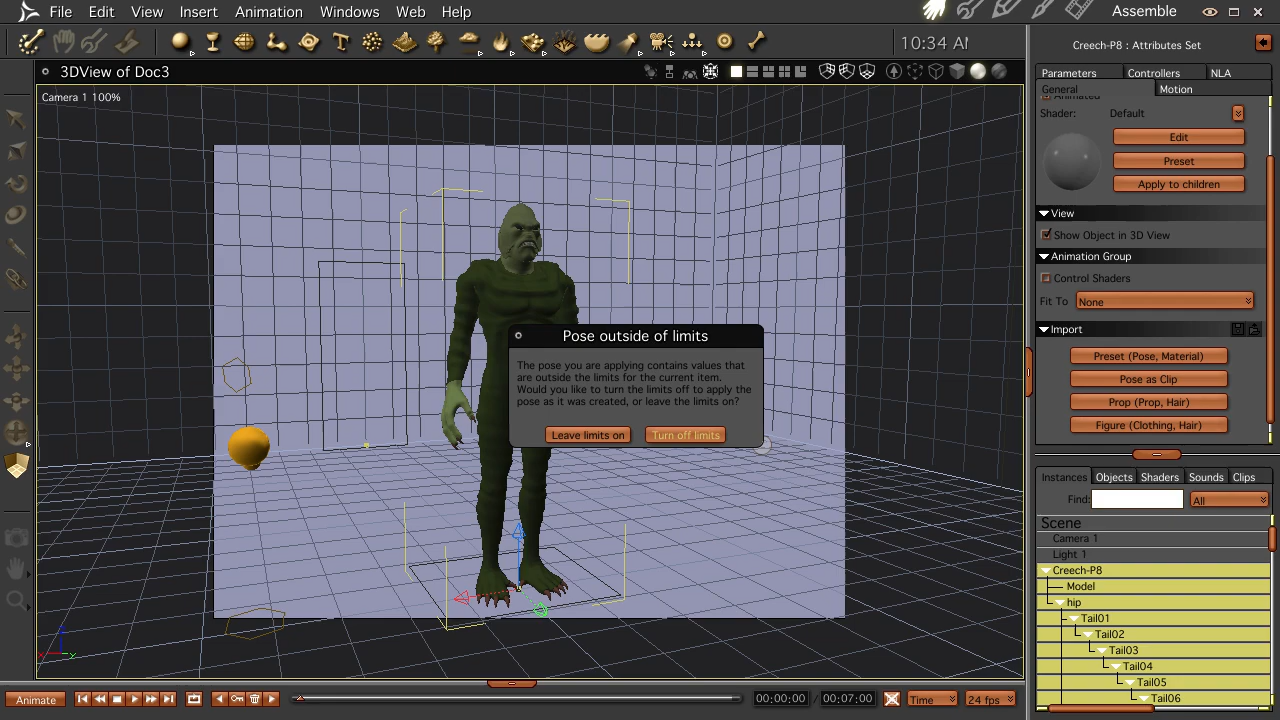 File Edit View Insert Animation Windows Web Help
Assemble
10:34 AM
3DView of Doc3
Camera 1 100%
Creech-P8 : Attributes Set
Parameters Controllers NLA
General Motion
Animated
Shader: Default
Edit
Preset
Apply to children
View
Show Object in 3D View
Animation Group
Control Shaders
Fit To None
Import
Preset (Pose, Material)
Pose as Clip
Prop (Prop, Hair)
Figure (Clothing, Hair)
Pose outside of limits
The pose you are applying contains values that
are outside the limits for the current item.
Would you like to turn the limits off to apply the
pose as it was created, or leave the limits on?
Leave limits on Turn off limits
Instances Objects Shaders Sounds Clips
Find: All
Scene
Camera 1
Light 1
Creech-P8
Model
hip
Tail01
Tail02
Tail03
Tail04
Tail05
Tail06
Animate
00;00;00 / 00;07;00
Time
24 fps